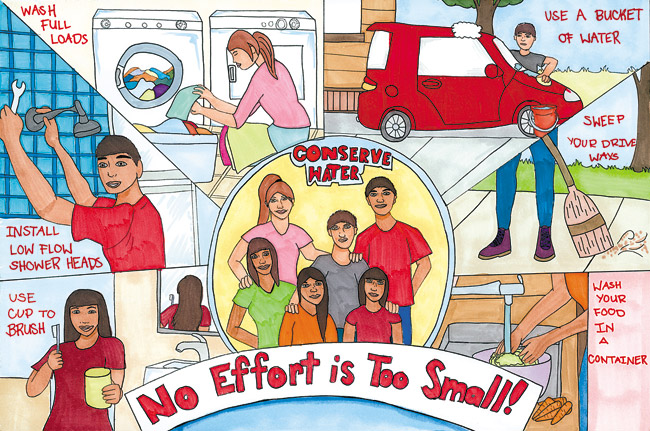 WASH
FULL
LOADS
USE A BUCKET
OF WATER
SWEEP
YOUR DRIVE
WAYS
CONSERVE
WATER
INSTALL
LOW FLOW
SHOWER HEADS
USE
CUP TO
BRUSH
WASH
YOUR
FOOD
IN
A
CONTAINER
No Effort is Too Small!